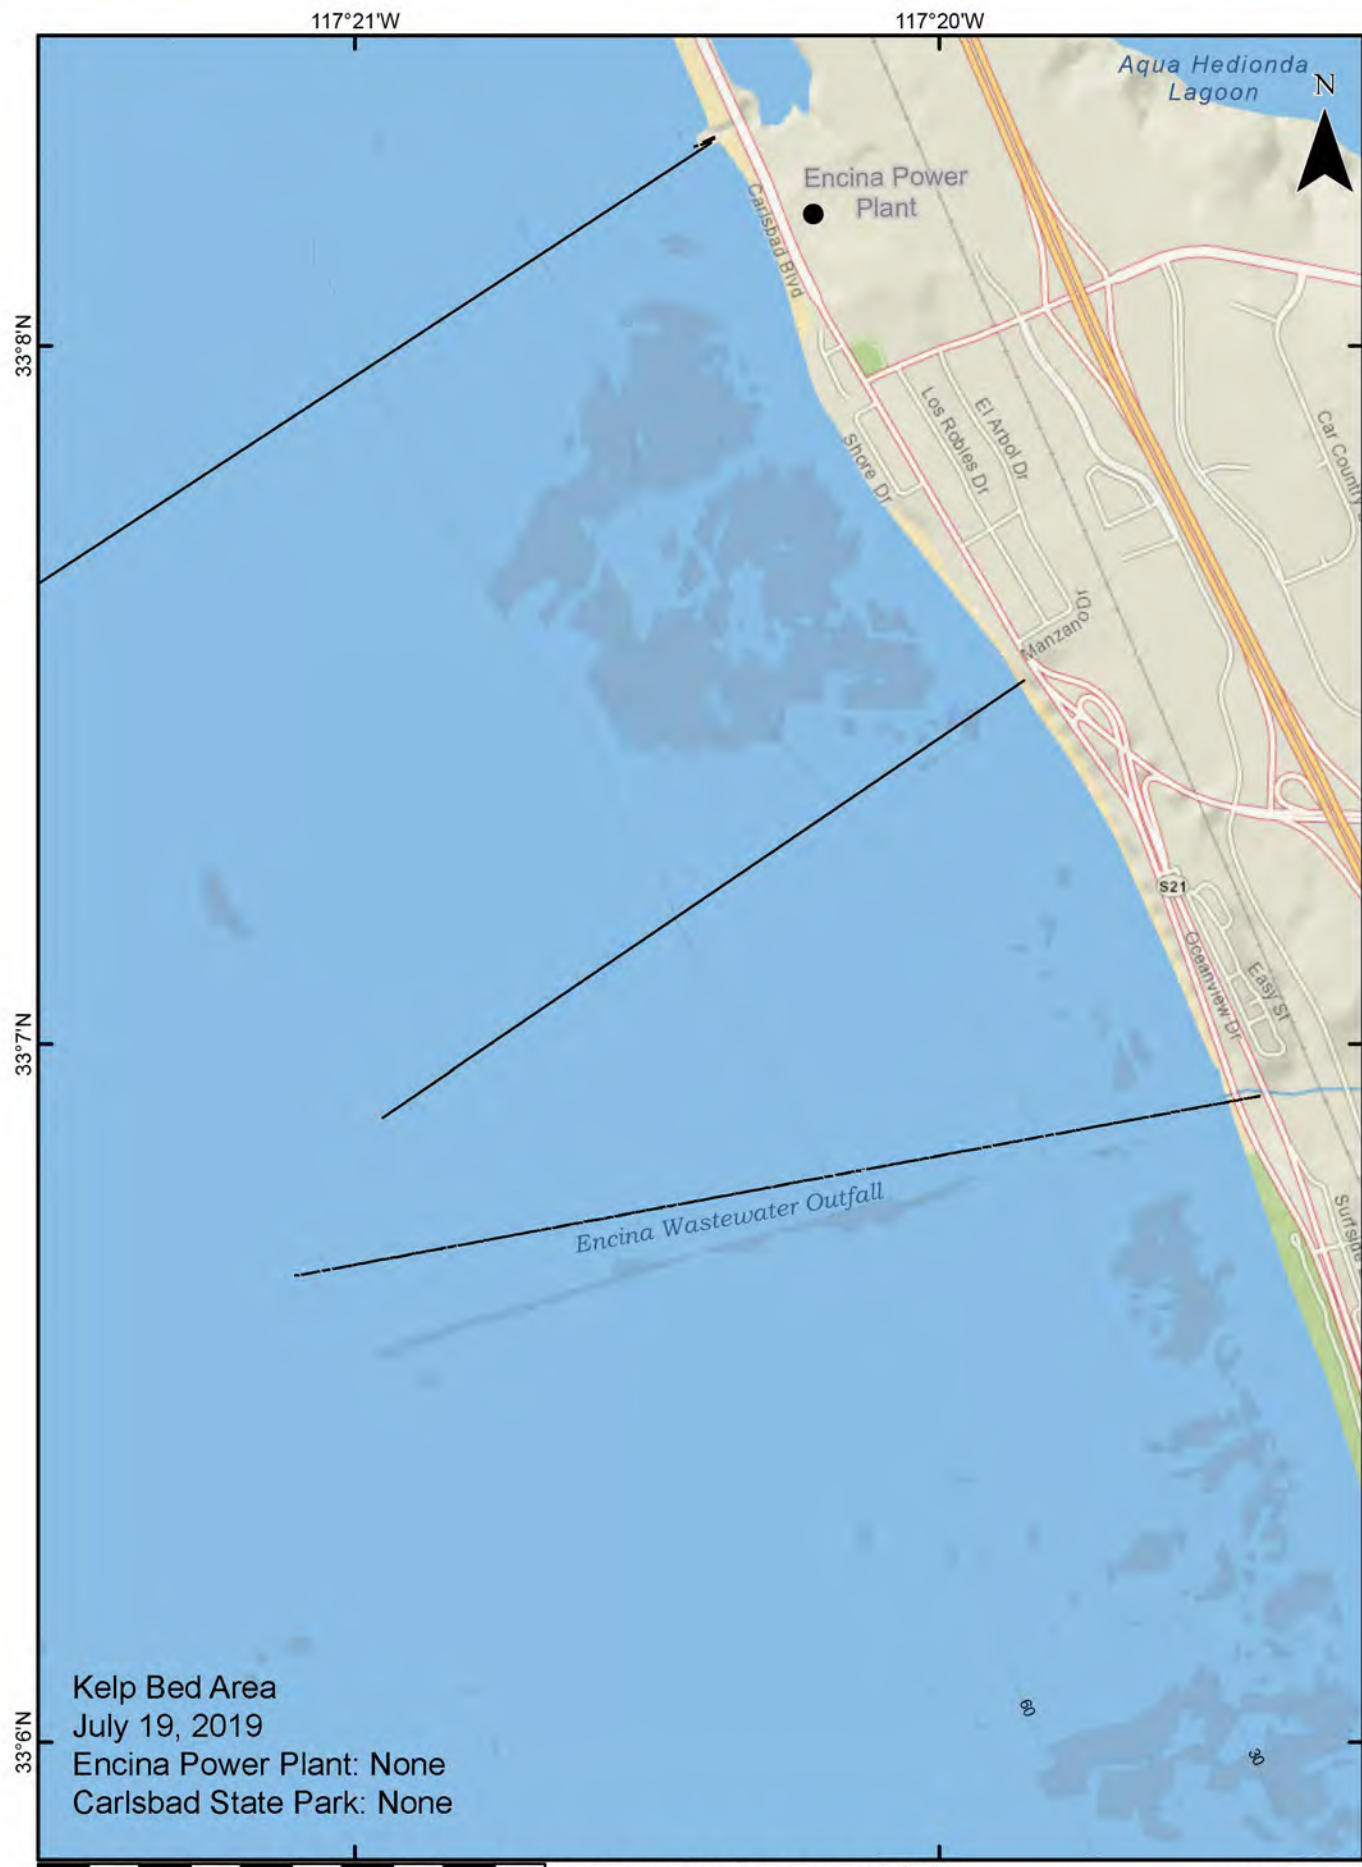 117°21'W
117°20'W
Aqua Hedionda
Lagoon
N
Encina Power
Plant
Carlsbad Blvd
33°8'N
Los Robles Dr
El Arbol Dr
Car Country
Shore Dr
Manzano Dr
S21
Oceanview Dr
Easy St
33°7'N
Encina Wastewater Outfall
Surfside
60
30
33°6'N
Kelp Bed Area
July 19, 2019
Encina Power Plant: None
Carlsbad State Park: None